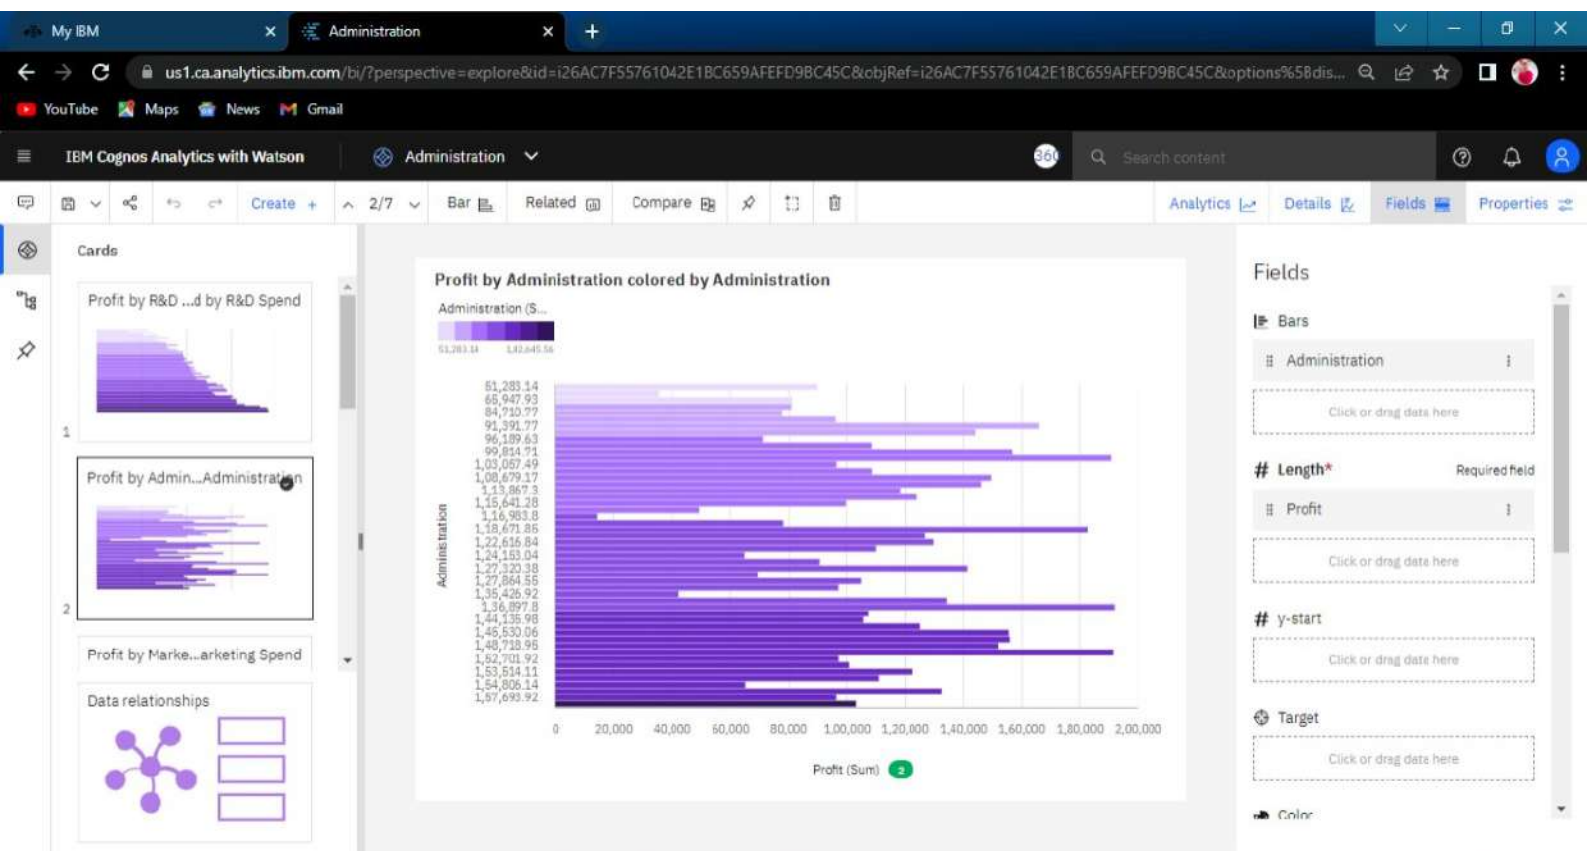 My IBM
Administration
us1.ca.analytics.ibm.com/bi/?perspective=explore&id=i26AC7F55761042E1BC659AFEFD9BC45C&objRef=i26AC7F55761042E1BC659AFEFD9BC45C&options%5Bdis...
YouTube Maps News Gmail
IBM Cognos Analytics with Watson Administration 360 Search content
Create + 2/7 Bar Related Compare Analytics Details Fields Properties
Cards
Profit by R&D ...d by R&D Spend
1
Profit by Admin...Administration
2
Profit by Marke...arketing Spend
Data relationships
Profit by Administration colored by Administration
Administration (S...
51,283.14 1,82,645.56
Administration
51,283.14
65,947.93
84,710.77
91,391.77
96,189.63
99,814.71
1,03,057.49
1,08,679.17
1,13,867.3
1,15,641.28
1,16,983.8
1,18,671.85
1,22,616.84
1,24,153.04
1,27,320.38
1,27,864.55
1,35,426.92
1,36,897.8
1,44,135.98
1,45,530.06
1,48,718.95
1,52,701.92
1,53,514.11
1,54,806.14
1,57,693.92
0 20,000 40,000 60,000 80,000 1,00,000 1,20,000 1,40,000 1,60,000 1,80,000 2,00,000
Profit (Sum) 2
Fields
Bars
Administration
Click or drag data here
# Length* Required field
Profit
Click or drag data here
# y-start
Click or drag data here
Target
Click or drag data here
Color